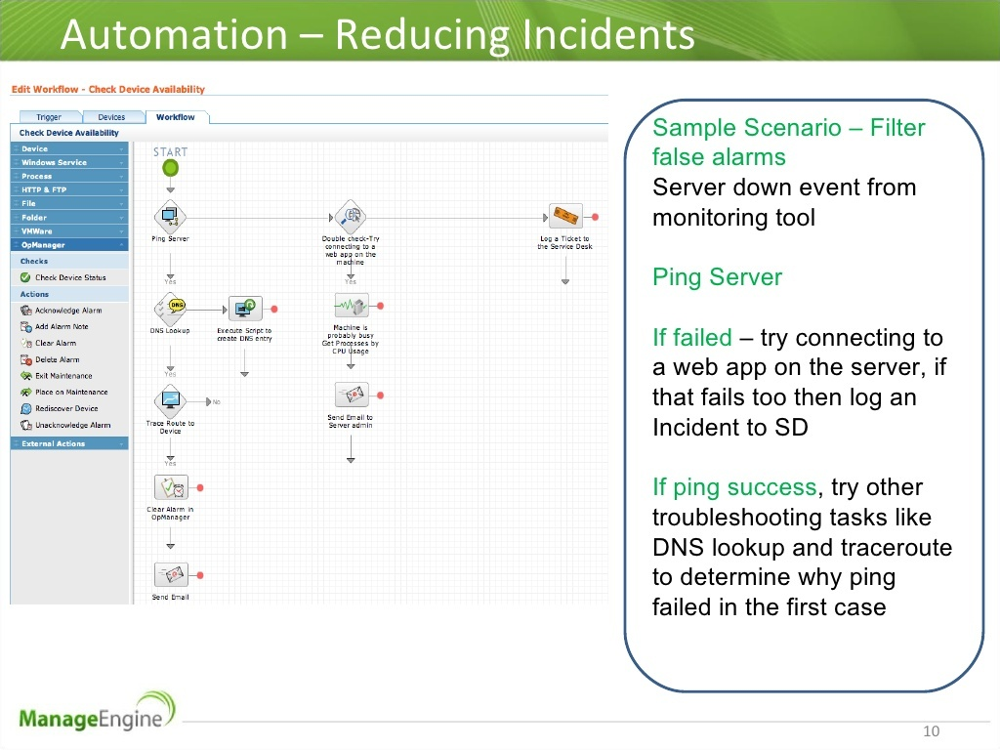 Automation – Reducing Incidents
Edit Workflow - Check Device Availability
Trigger
Devices
Workflow
Check Device Availability
Device
Windows Service
Process
HTTP & FTP
File
Folder
VMWare
OpManager
Checks
Check Device Status
Actions
Acknowledge Alarm
Add Alarm Note
Clear Alarm
Delete Alarm
Exit Maintenance
Place on Maintenance
Rediscover Device
Unacknowledge Alarm
External Actions
START
Ping Server
Double check-Try
connecting to a
web app on the
machine
Log a Ticket to
the Service Desk
Yes
Yes
DNS
DNS Lookup
Execute Script to
create DNS entry
Machine is
probably busy
Get Processes by
CPU Usage
Yes
No
Trace Route to
Device
Send Email to
Server admin
Yes
Clear Alarm in
OpManager
Send Email
Sample Scenario – Filter
false alarms
Server down event from
monitoring tool
Ping Server
If failed – try connecting to
a web app on the server, if
that fails too then log an
Incident to SD
If ping success, try other
troubleshooting tasks like
DNS lookup and traceroute
to determine why ping
failed in the first case
ManageEngine
10